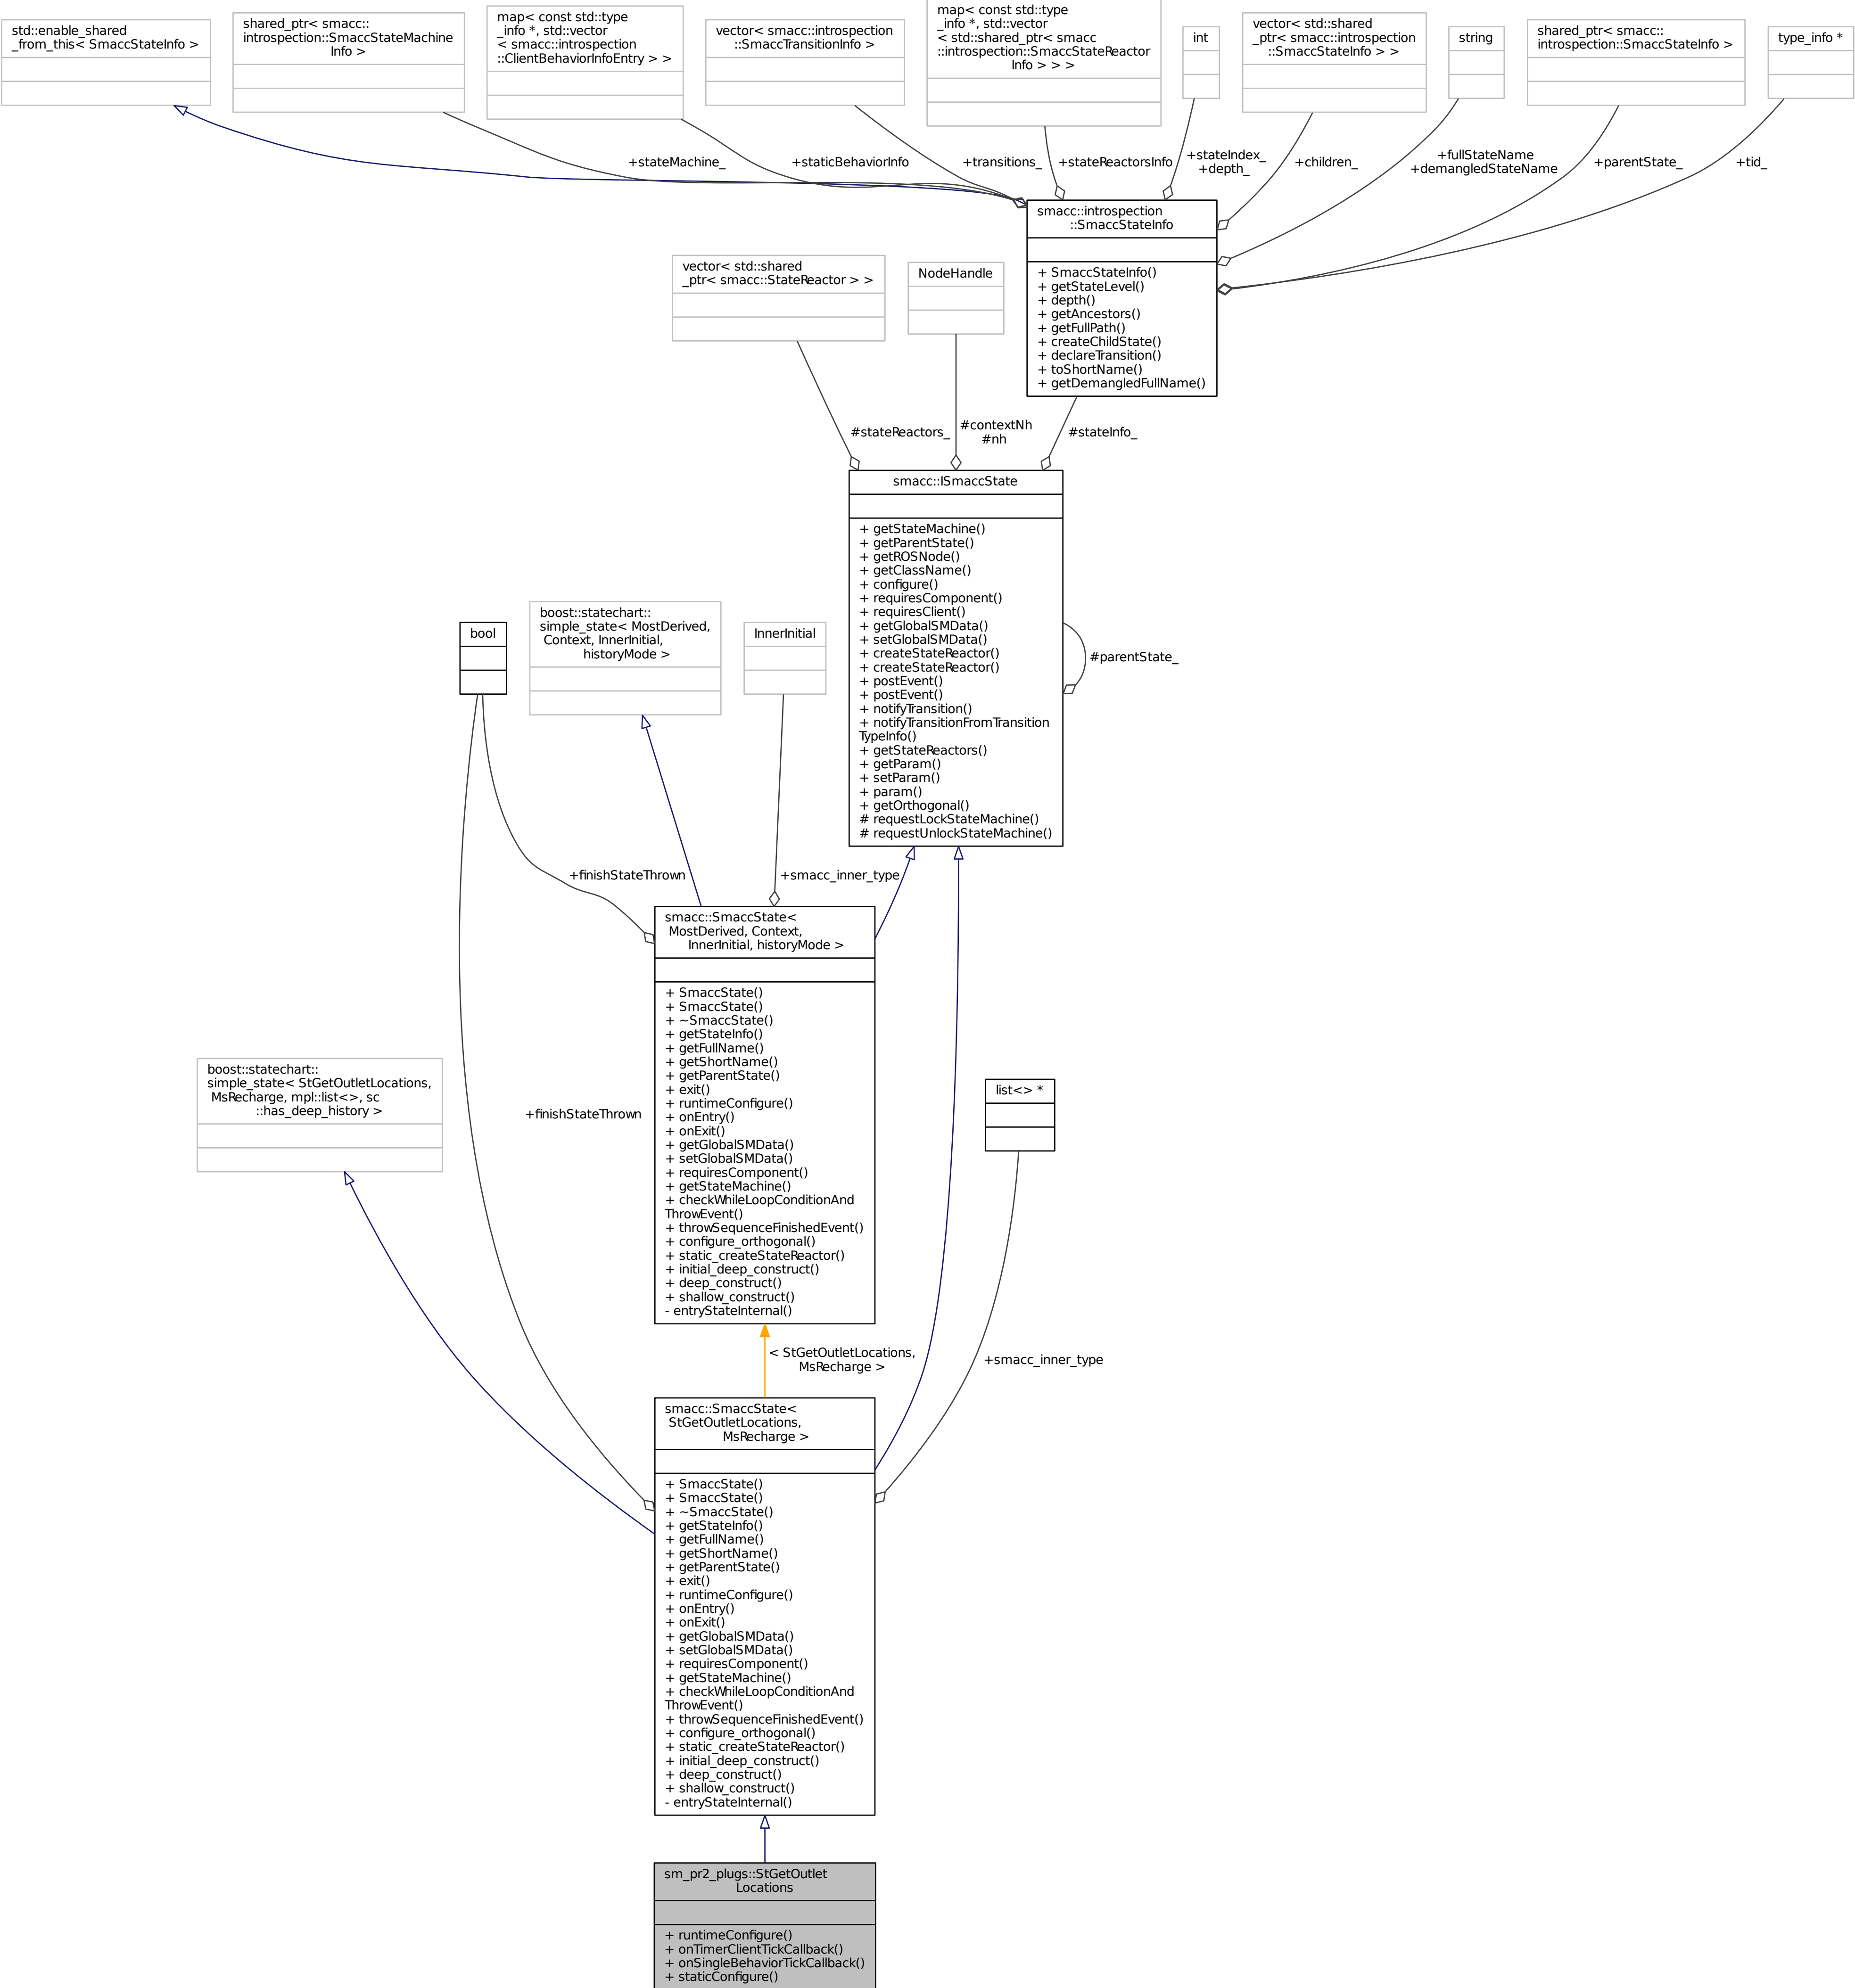 std::enable_shared
_from_this< SmaccStateInfo >
shared_ptr< smacc::
introspection::SmaccStateMachine
Info >
map< const std::type
_info *, std::vector
< smacc::introspection
::ClientBehaviorInfoEntry > >
vector< smacc::introspection
::SmaccTransitionInfo >
map< const std::type
_info *, std::vector
< std::shared_ptr< smacc
::introspection::SmaccStateReactor
Info > > >
int
vector< std::shared
_ptr< smacc::introspection
::SmaccStateInfo > >
string
shared_ptr< smacc::
introspection::SmaccStateInfo >
type_info *
+stateMachine_
+staticBehaviorInfo
+transitions_
+stateReactorsInfo
+stateIndex_
+depth_
+children_
+fullStateName
+demangledStateName
+parentState_
+tid_
smacc::introspection
::SmaccStateInfo
+ SmaccStateInfo()
+ getStateLevel()
+ depth()
+ getAncestors()
+ getFullPath()
+ createChildState()
+ declareTransition()
+ toShortName()
+ getDemangledFullName()
vector< std::shared
_ptr< smacc::StateReactor > >
NodeHandle
#stateReactors_
#contextNh
#nh
#stateInfo_
smacc::ISmaccState
+ getStateMachine()
+ getParentState()
+ getROSNode()
+ getClassName()
+ configure()
+ requiresComponent()
+ requiresClient()
+ getGlobalSMData()
+ setGlobalSMData()
+ createStateReactor()
+ createStateReactor()
+ postEvent()
+ postEvent()
+ notifyTransition()
+ notifyTransitionFromTransition
TypeInfo()
+ getStateReactors()
+ getParam()
+ setParam()
+ param()
+ getOrthogonal()
# requestLockStateMachine()
# requestUnlockStateMachine()
#parentState_
bool
boost::statechart::
simple_state< MostDerived,
Context, InnerInitial,
historyMode >
InnerInitial
+finishStateThrown
+smacc_inner_type
smacc::SmaccState<
MostDerived, Context,
InnerInitial, historyMode >
+ SmaccState()
+ SmaccState()
+ ~SmaccState()
+ getStateInfo()
+ getFullName()
+ getShortName()
+ getParentState()
+ exit()
+ runtimeConfigure()
+ onEntry()
+ onExit()
+ getGlobalSMData()
+ setGlobalSMData()
+ requiresComponent()
+ getStateMachine()
+ checkWhileLoopConditionAnd
ThrowEvent()
+ throwSequenceFinishedEvent()
+ configure_orthogonal()
+ static_createStateReactor()
+ initial_deep_construct()
+ deep_construct()
+ shallow_construct()
- entryStateInternal()
boost::statechart::
simple_state< StGetOutletLocations,
MsRecharge, mpl::list<>, sc
::has_deep_history >
+finishStateThrown
list<> *
< StGetOutletLocations,
MsRecharge >
+smacc_inner_type
smacc::SmaccState<
StGetOutletLocations,
MsRecharge >
+ SmaccState()
+ SmaccState()
+ ~SmaccState()
+ getStateInfo()
+ getFullName()
+ getShortName()
+ getParentState()
+ exit()
+ runtimeConfigure()
+ onEntry()
+ onExit()
+ getGlobalSMData()
+ setGlobalSMData()
+ requiresComponent()
+ getStateMachine()
+ checkWhileLoopConditionAnd
ThrowEvent()
+ throwSequenceFinishedEvent()
+ configure_orthogonal()
+ static_createStateReactor()
+ initial_deep_construct()
+ deep_construct()
+ shallow_construct()
- entryStateInternal()
sm_pr2_plugs::StGetOutlet
Locations
+ runtimeConfigure()
+ onTimerClientTickCallback()
+ onSingleBehaviorTickCallback()
+ staticConfigure()